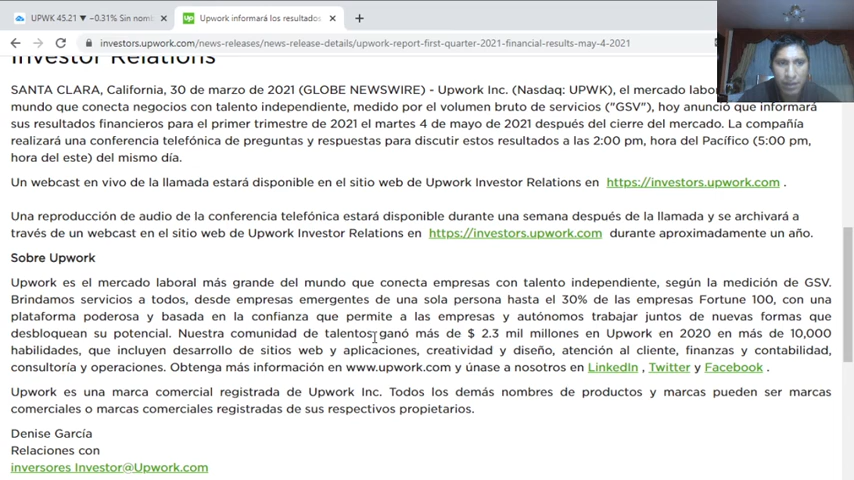 UPWK 45.21 ▼ −0.31% Sin nomb
Upwork informará los resultados
investors.upwork.com/news-releases/news-release-details/upwork-report-first-quarter-2021-financial-results-may-4-2021
Investor Relations
SANTA CLARA, California, 30 de marzo de 2021 (GLOBE NEWSWIRE) - Upwork Inc. (Nasdaq: UPWK), el mercado
mundo que conecta negocios con talento independiente, medido por el volumen bruto de servicios ("GSV"), hoy anunció que informará
sus resultados financieros para el primer trimestre de 2021 el martes 4 de mayo de 2021 después del cierre del mercado. La compañía
realizará una conferencia telefónica de preguntas y respuestas para discutir estos resultados a las 2:00 pm, hora del Pacífico (5:00 pm,
hora del este) del mismo día.
Un webcast en vivo de la llamada estará disponible en el sitio web de Upwork Investor Relations en https://investors.upwork.com .
Una reproducción de audio de la conferencia telefónica estará disponible durante una semana después de la llamada y se archivará a
través de un webcast en el sitio web de Upwork Investor Relations en https://investors.upwork.com durante aproximadamente un año.
Sobre Upwork
Upwork es el mercado laboral más grande del mundo que conecta empresas con talento independiente, según la medición de GSV.
Brindamos servicios a todos, desde empresas emergentes de una sola persona hasta el 30% de las empresas Fortune 100, con una
plataforma poderosa y basada en la confianza que permite a las empresas y autónomos trabajar juntos de nuevas formas que
desbloquean su potencial. Nuestra comunidad de talentos ganó más de $ 2.3 mil millones en Upwork en 2020 en más de 10,000
habilidades, que incluyen desarrollo de sitios web y aplicaciones, creatividad y diseño, atención al cliente, finanzas y contabilidad,
consultoría y operaciones. Obtenga más información en www.upwork.com y únase a nosotros en LinkedIn , Twitter y Facebook .
Upwork es una marca comercial registrada de Upwork Inc. Todos los demás nombres de productos y marcas pueden ser marcas
comerciales o marcas comerciales registradas de sus respectivos propietarios.
Denise García
Relaciones con
inversores Investor@Upwork.com